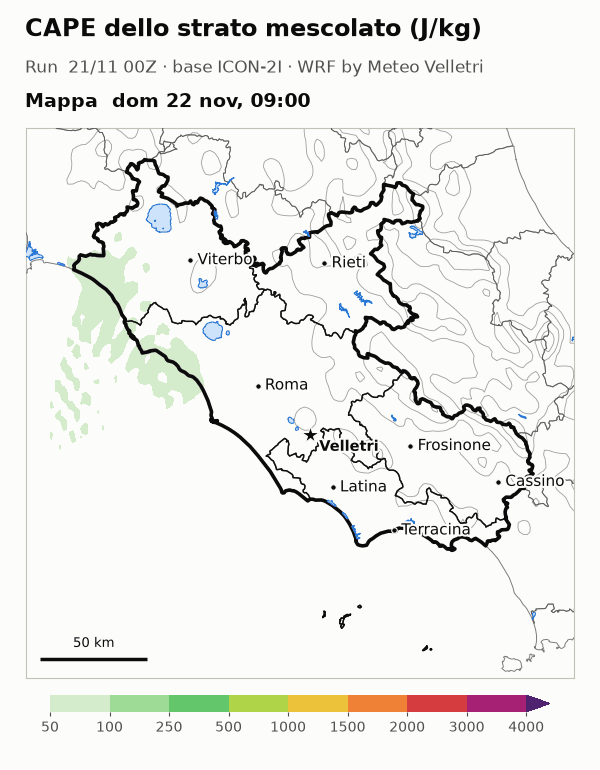 CAPE dello strato mescolato (J/kg)
Run  21/11 00Z · base ICON-2I · WRF by Meteo Velletri
Mappa  dom 22 nov, 09:00
Viterbo
Rieti
Roma
Velletri
Frosinone
Cassino
Latina
Terracina
50 km
50 100 250 500 1000 1500 2000 3000 4000